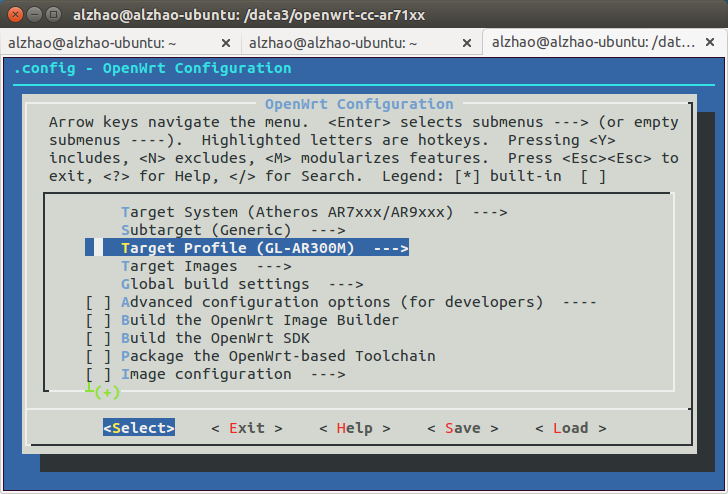 alzhao@alzhao-ubuntu: /data3/openwrt-cc-ar71xx
alzhao@alzhao-ubuntu: ~ × alzhao@alzhao-ubuntu: ~ × alzhao@alzhao-ubuntu: /dat... ×
.config - OpenWrt Configuration
OpenWrt Configuration
Arrow keys navigate the menu.  <Enter> selects submenus ---> (or empty
submenus ----).  Highlighted letters are hotkeys.  Pressing <Y>
includes, <N> excludes, <M> modularizes features.  Press <Esc><Esc> to
exit, <?> for Help, </> for Search.  Legend: [*] built-in  [ ]
Target System (Atheros AR7xxx/AR9xxx)  --->
Subtarget (Generic)  --->
Target Profile (GL-AR300M)  --->
Target Images  --->
Global build settings  --->
[ ] Advanced configuration options (for developers)  ----
[ ] Build the OpenWrt Image Builder
[ ] Build the OpenWrt SDK
[ ] Package the OpenWrt-based Toolchain
[ ] Image configuration  --->
┴(+)
<Select>    < Exit >    < Help >    < Save >    < Load >